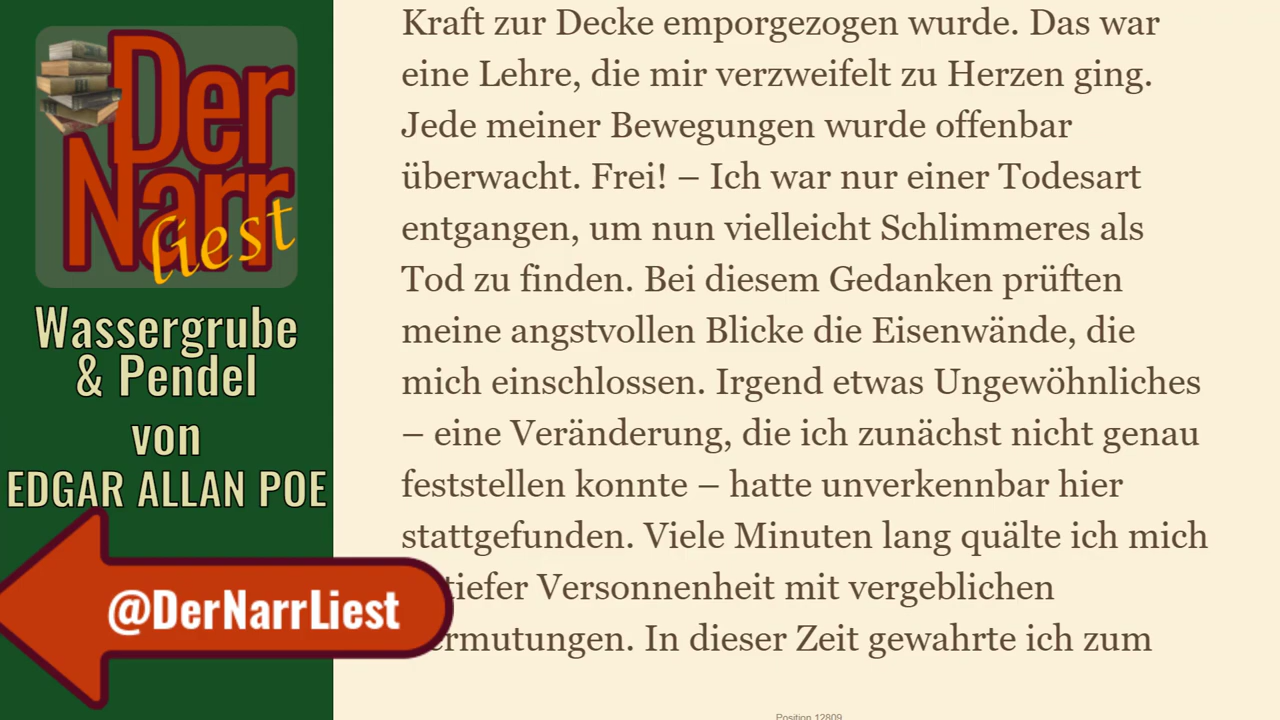 Der
Narr
liest
Wassergrube
& Pendel
von
EDGAR ALLAN POE
@DerNarrLiest
Kraft zur Decke emporgezogen wurde. Das war
eine Lehre, die mir verzweifelt zu Herzen ging.
Jede meiner Bewegungen wurde offenbar
überwacht. Frei! – Ich war nur einer Todesart
entgangen, um nun vielleicht Schlimmeres als
Tod zu finden. Bei diesem Gedanken prüften
meine angstvollen Blicke die Eisenwände, die
mich einschlossen. Irgend etwas Ungewöhnliches
– eine Veränderung, die ich zunächst nicht genau
feststellen konnte – hatte unverkennbar hier
stattgefunden. Viele Minuten lang quälte ich mich
tiefer Versonnenheit mit vergeblichen
ermutungen. In dieser Zeit gewahrte ich zum
Position 12809